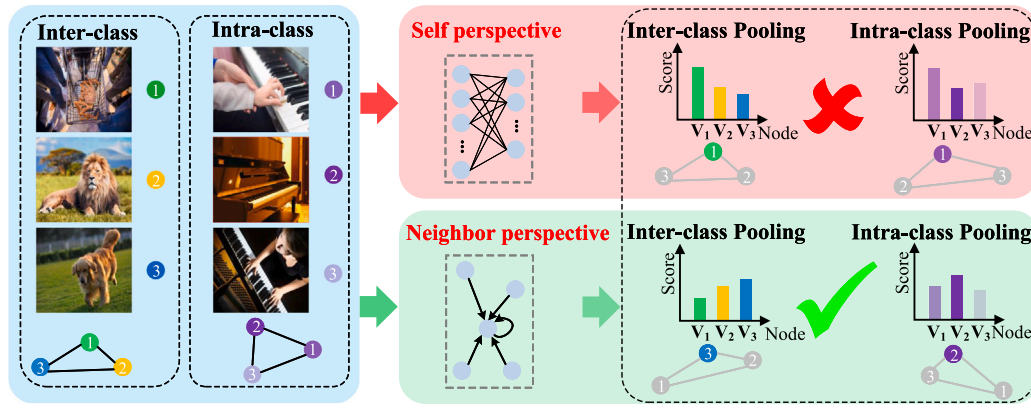 Inter-class
1
2
3
1
3
2
Intra-class
1
2
3
2
1
3
Self perspective
Inter-class Pooling
Score
V1 V2 V3 Node
1
3
2
Intra-class Pooling
Score
V1 V2 V3
1
2
3
Neighbor perspective
Inter-class Pooling
Score
V1 V2 V3 Node
3
1
2
Intra-class Pooling
Score
V1 V2 V3
2
3
1